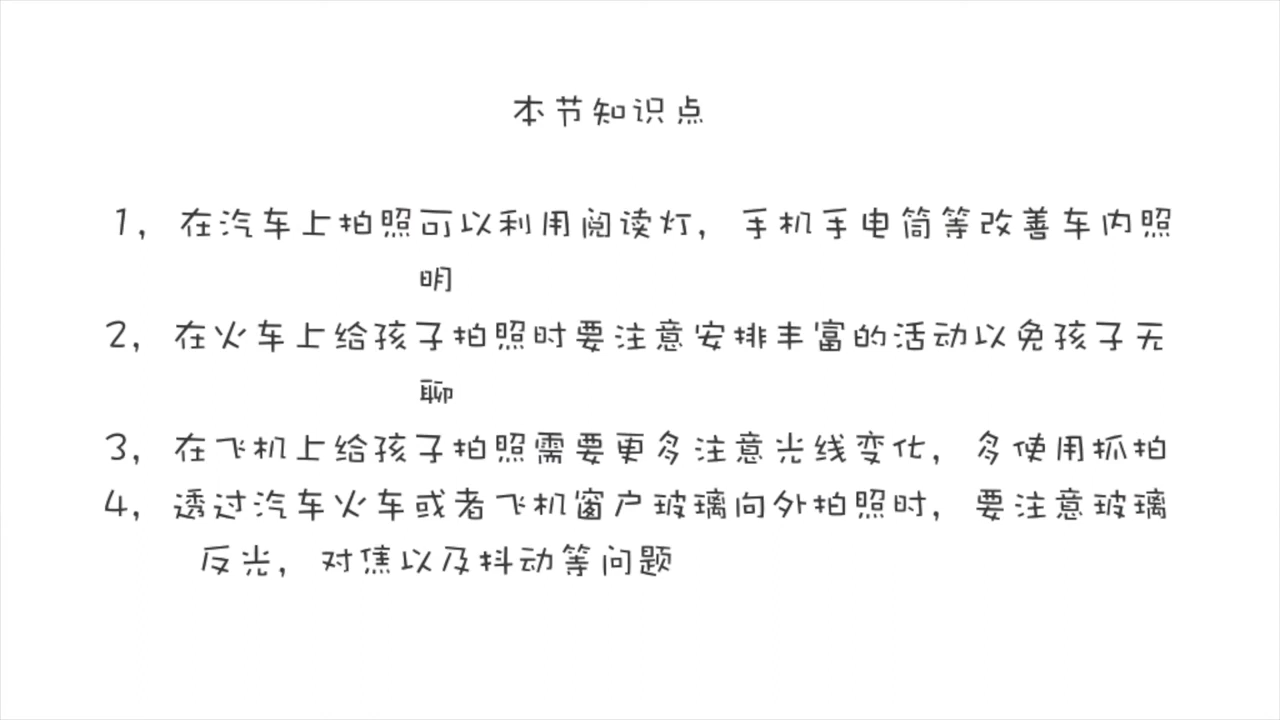 本节知识点
1，在汽车上拍照可以利用阅读灯，手机手电筒等改善车内照
明
2，在火车上给孩子拍照时要注意安排丰富的活动以免孩子无
聊
3，在飞机上给孩子拍照需要更多注意光线变化，多使用抓拍
4，透过汽车火车或者飞机窗户玻璃向外拍照时，要注意玻璃
反光，对焦以及抖动等问题